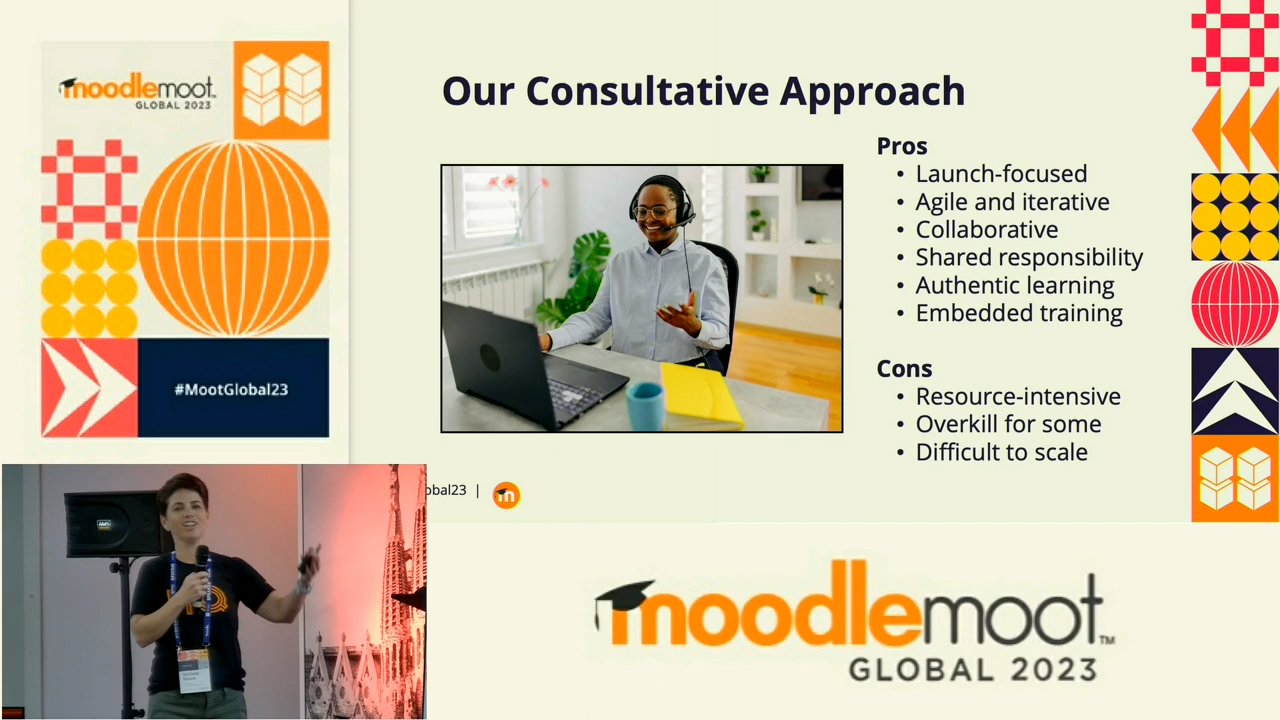 moodlemoot
GLOBAL 2023
#MootGlobal23
Our Consultative Approach
Pros
• Launch-focused
• Agile and iterative
• Collaborative
• Shared responsibility
• Authentic learning
• Embedded training
Cons
• Resource-intensive
• Overkill for some
• Difficult to scale
obal23 |
m
moodlemoot™
GLOBAL 2023